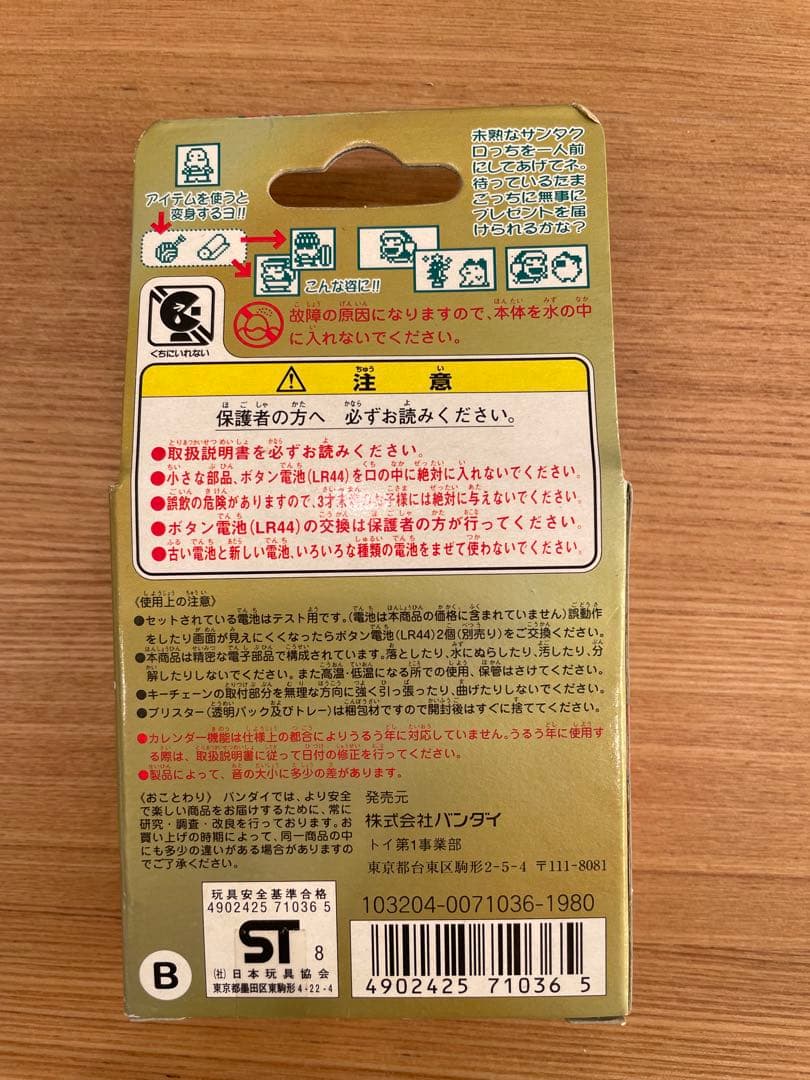 未熟なサンタク
ロっちを一人前
にしてあげてネ。
待っているたま
ごっちに無事に
プレゼントを届
けられるかな?
アイテムを使うと
変身するヨ!!
こんな姿に!!
くちにいれない
故障の原因になりますので、本体を水の中
に入れないでください。
注意
保護者の方へ 必ずお読みください。
●取扱説明書を必ずお読みください。
●小さな部品、ボタン電池(LR44)を口の中に絶対に入れないでください。
●誤飲の危険がありますので、3才未満のお子様には絶対に与えないでください。
●ボタン電池(LR44)の交換は保護者の方が行ってください。
●古い電池と新しい電池、いろいろな種類の電池をまぜて使わないでください。
《使用上の注意》
●セットされている電池はテスト用です。(電池は本商品の価格に含まれていません)誤動作
をしたり画面が見えにくくなったらボタン電池(LR44)2個(別売り)をご交換ください。
●本商品は精密な電子部品で構成されています。落としたり、水にぬらしたり、汚したり、分
解したりしないでください。また高温・低温になる所での使用、保管はさけてください。
●キーチェーンの取付部分を無理な方向に強く引っ張ったり、曲げたりしないでください。
●ブリスター(透明パック及びトレー)は梱包材ですので開封後はすぐに捨ててください。
●カレンダー機能は仕様上の都合によりうるう年に対応していません。うるう年に使用す
る際は、取扱説明書に従って日付の修正を行ってください。
●製品によって、音の大小に多少の差があります。
《おことわり》 バンダイでは、より安全
で楽しい商品をお届けするために、常に
研究・調査・改良を行っております。お
買い上げの時期によって、同一商品の中
にも多少の違いがある場合がありますので
ご了承ください。
発売元
株式会社バンダイ
トイ第1事業部
東京都台東区駒形2-5-4 〒111-8081
玩具安全基準合格
4902425 71036 5
ST 8
(社)日本玩具協会
東京都墨田区東駒形4-22-4
B
103204-0071036-1980
4902425 710365